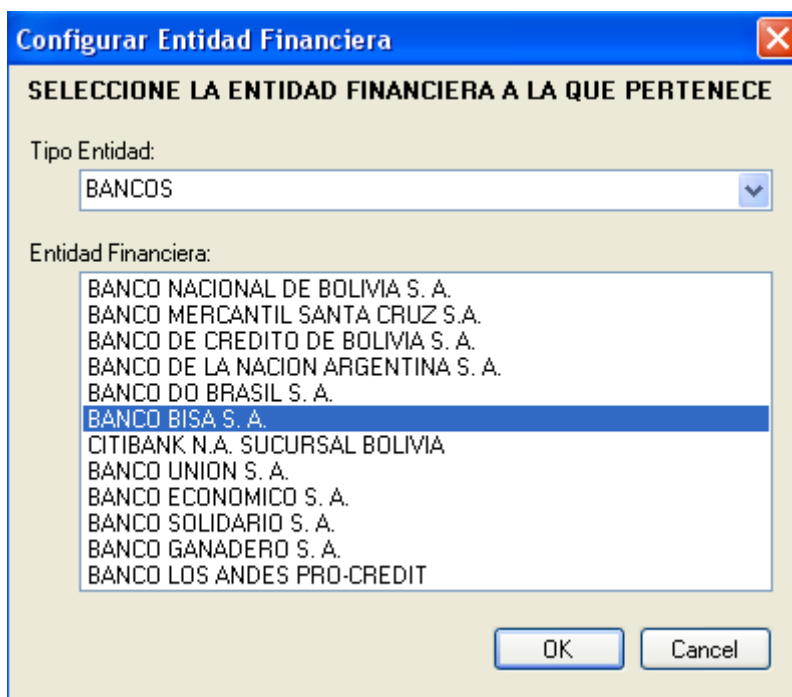 Configurar Entidad Financiera
SELECCIONE LA ENTIDAD FINANCIERA A LA QUE PERTENECE
Tipo Entidad:
BANCOS
Entidad Financiera:
BANCO NACIONAL DE BOLIVIA S. A.
BANCO MERCANTIL SANTA CRUZ S.A.
BANCO DE CREDITO DE BOLIVIA S. A.
BANCO DE LA NACION ARGENTINA S. A.
BANCO DO BRASIL S. A.
BANCO BISA S. A.
CITIBANK N.A. SUCURSAL BOLIVIA
BANCO UNION S. A.
BANCO ECONOMICO S. A.
BANCO SOLIDARIO S. A.
BANCO GANADERO S. A.
BANCO LOS ANDES PRO-CREDIT
OK Cancel